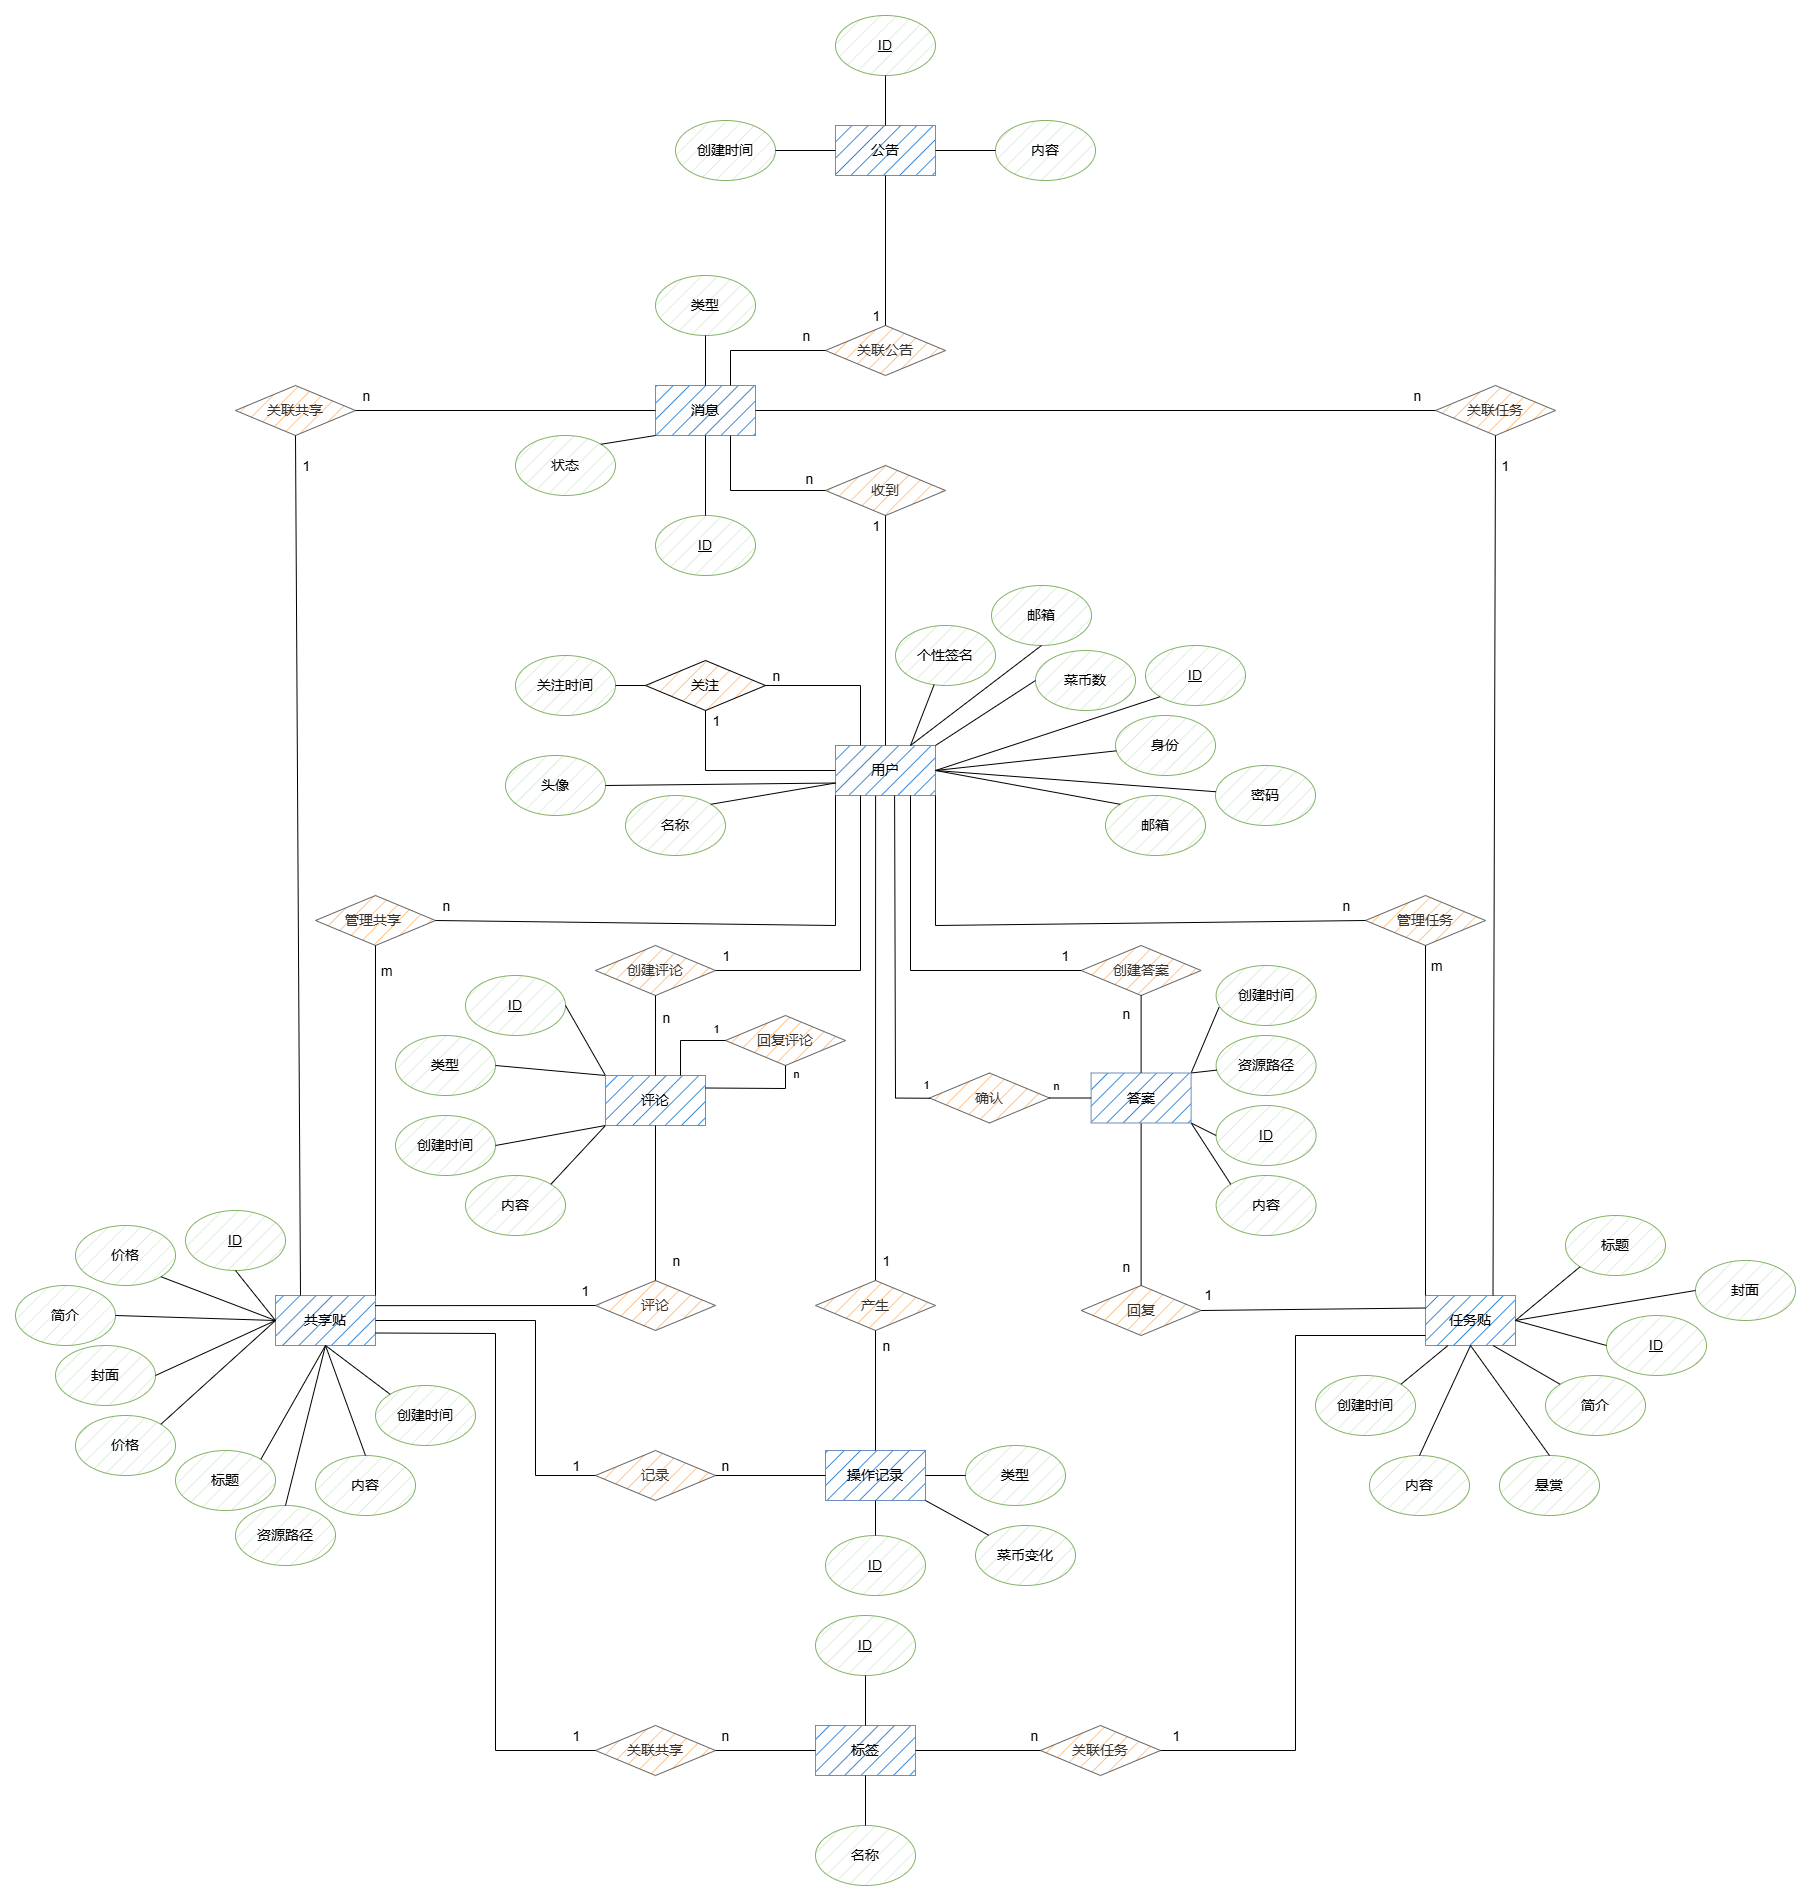 ID
创建时间
公告
内容
类型
1
n
关联公告
n
n
关联共享
消息
关联任务
状态
1
1
n
收到
1
ID
邮箱
个性签名
菜币数
ID
关注时间
关注
n
1
身份
用户
头像
密码
名称
邮箱
n
n
管理共享
管理任务
1
1
m
m
创建评论
创建答案
创建时间
ID
n
n
1
回复评论
类型
资源路径
n
1
n
评论
确认
答案
创建时间
ID
内容
内容
ID
价格
标题
n
1
n
封面
1
1
简介
评论
产生
回复
共享贴
任务贴
ID
n
封面
创建时间
创建时间
简介
价格
1
n
标题
内容
记录
操作记录
类型
内容
悬赏
资源路径
ID
菜币变化
ID
1
n
n
1
关联共享
标签
关联任务
名称